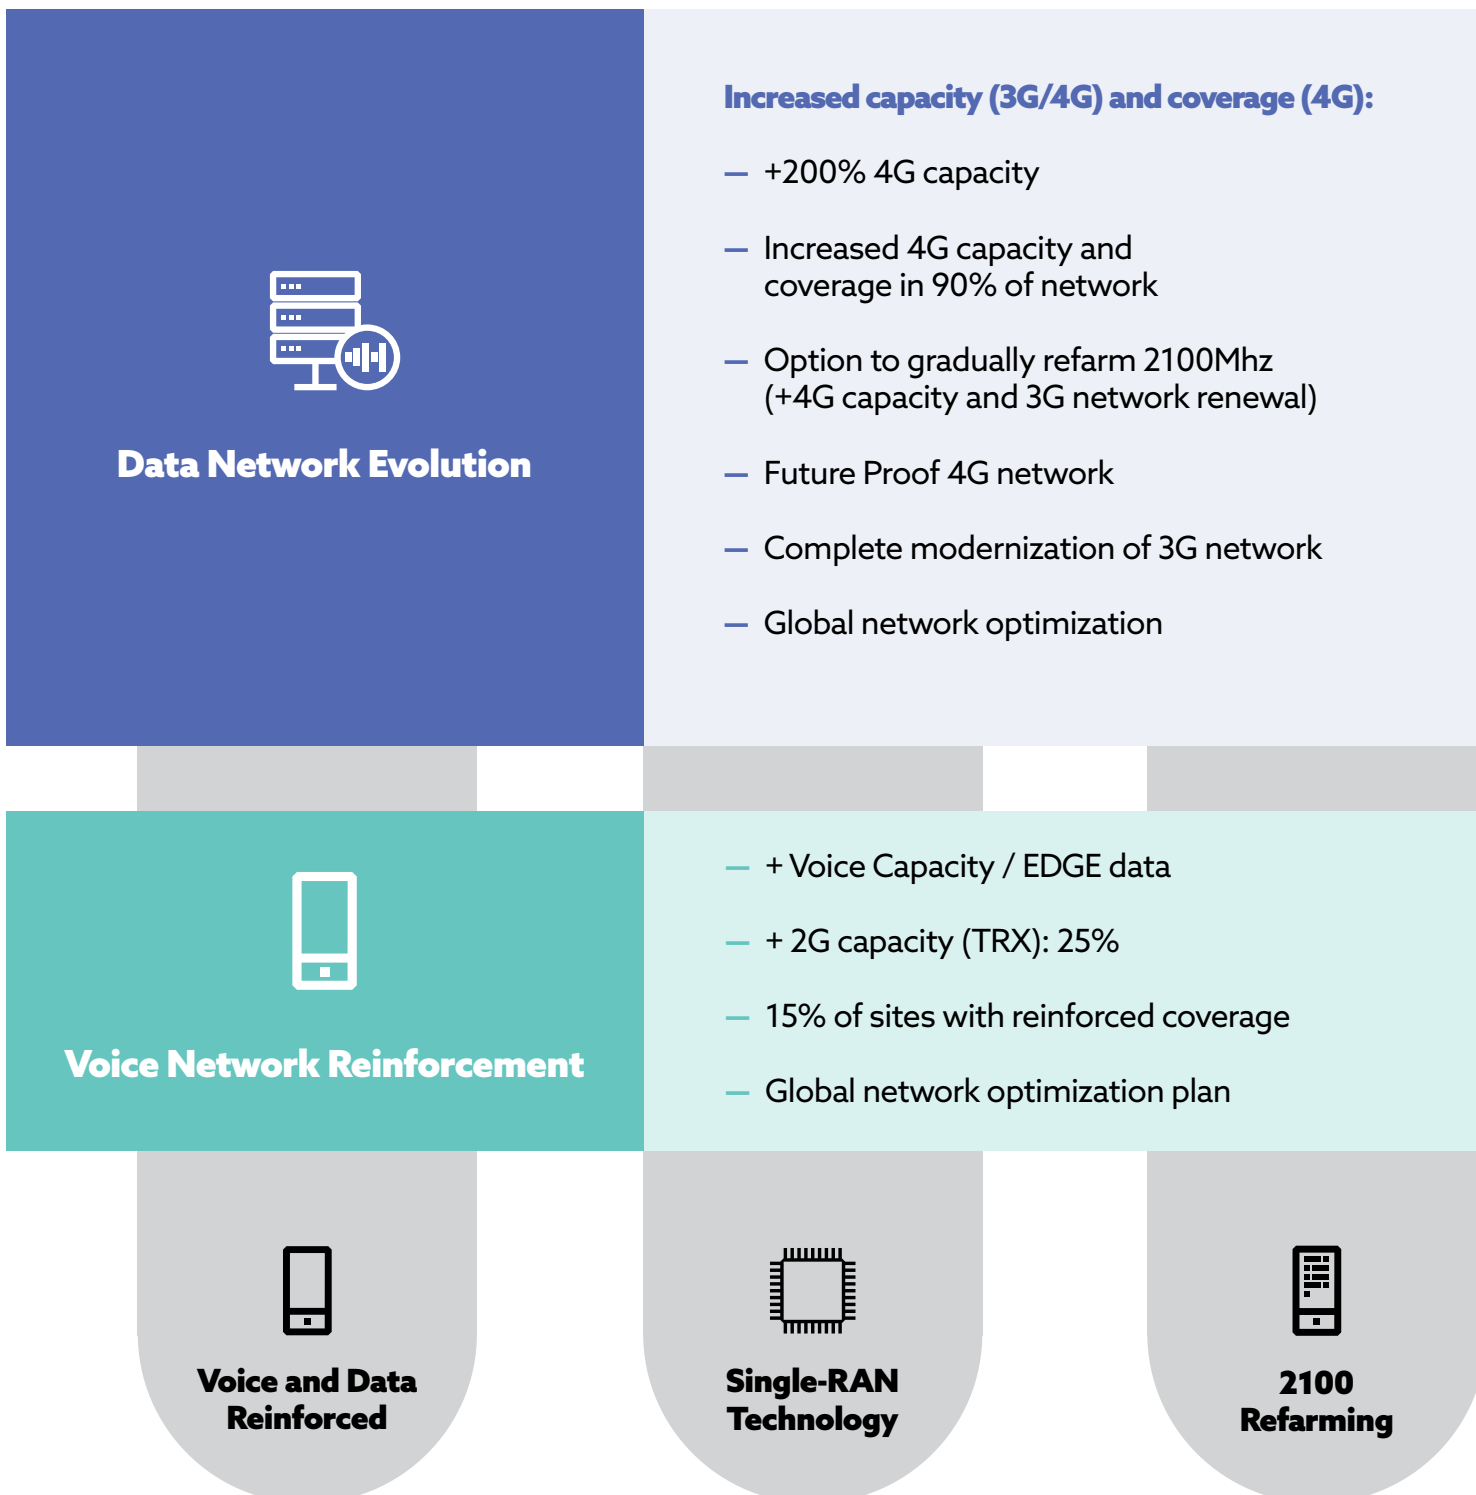 Data Network Evolution
Increased capacity (3G/4G) and coverage (4G):
— +200% 4G capacity
— Increased 4G capacity and
coverage in 90% of network
— Option to gradually refarm 2100Mhz
(+4G capacity and 3G network renewal)
— Future Proof 4G network
— Complete modernization of 3G network
— Global network optimization
Voice Network Reinforcement
— + Voice Capacity / EDGE data
— + 2G capacity (TRX): 25%
— 15% of sites with reinforced coverage
— Global network optimization plan
Voice and Data
Reinforced
Single-RAN
Technology
2100
Refarming